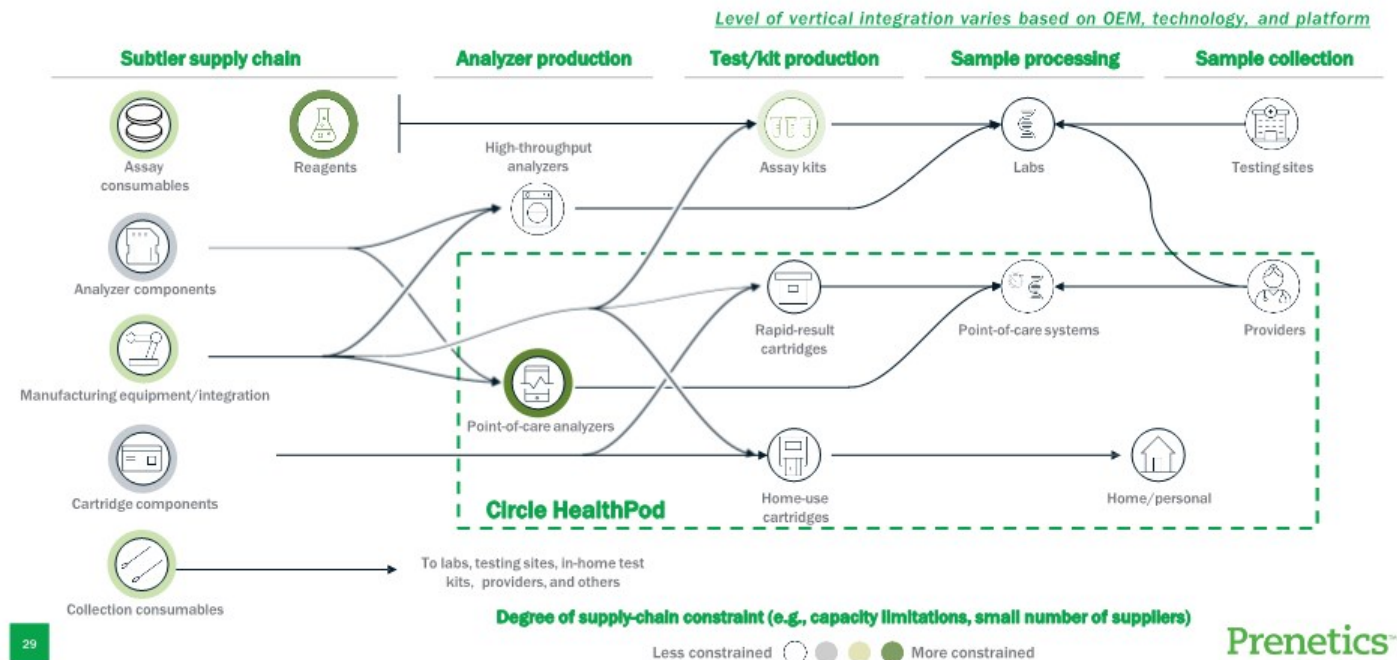 Level of vertical integration varies based on OEM, technology, and platform
Subtier supply chain
Analyzer production
Test/kit production
Sample processing
Sample collection
Assay
consumables
Reagents
High-throughput
analyzers
Assay kits
Labs
Testing sites
Analyzer components
Rapid-result
cartridges
Point-of-care systems
Providers
Manufacturing equipment/integration
Point-of-care analyzers
Cartridge components
Home-use
cartridges
Home/personal
Circle HealthPod
Collection consumables
To labs, testing sites, in-home test
kits, providers, and others
Degree of supply-chain constraint (e.g., capacity limitations, small number of suppliers)
Less constrained
More constrained
29
Prenetics